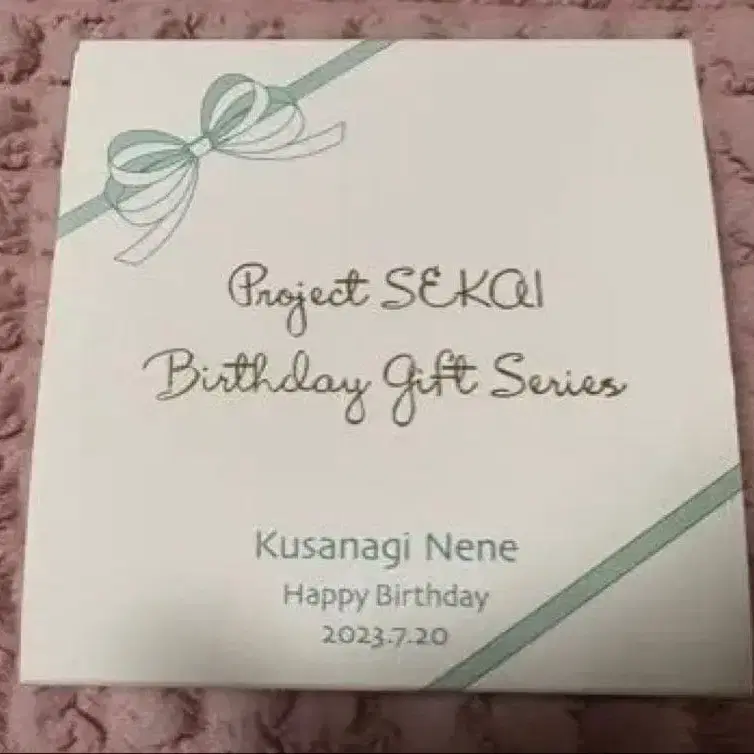 Project SEKAI
Birthday Gift Series
Kusanagi Nene
Happy Birthday
2023.7.20